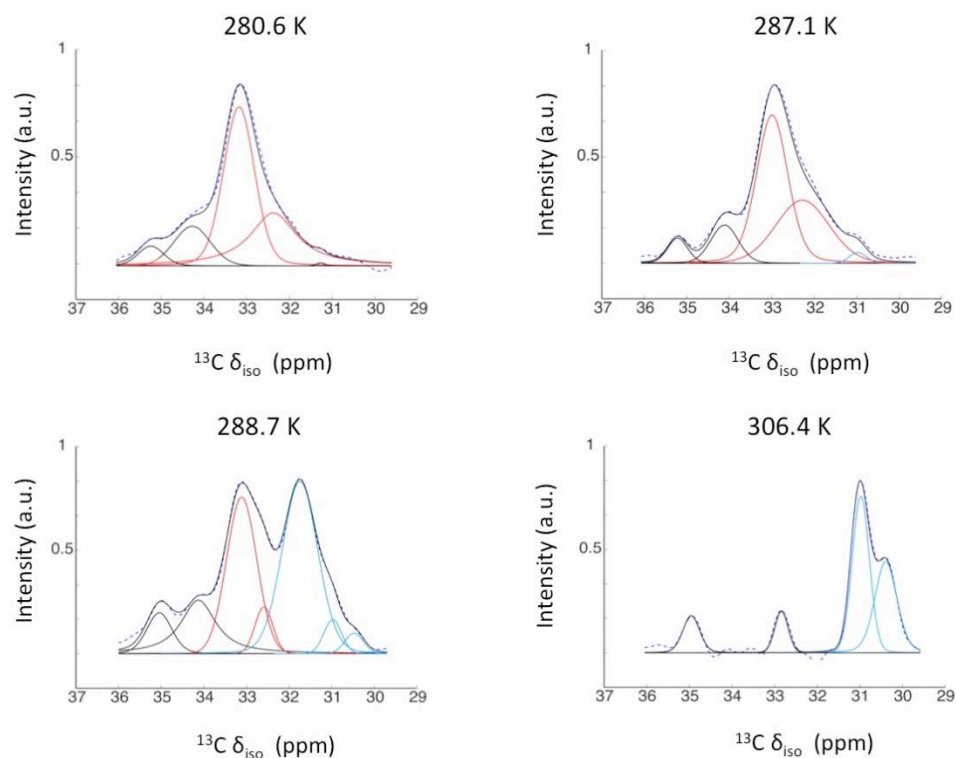 280.6 K
1
0.5
Intensity (a.u.)
37 36 35 34 33 32 31 30 29
¹³C δiso (ppm)
287.1 K
1
0.5
Intensity (a.u.)
37 36 35 34 33 32 31 30 29
¹³C δiso (ppm)
288.7 K
1
0.5
Intensity (a.u.)
37 36 35 34 33 32 31 30 29
¹³C δiso (ppm)
306.4 K
1
0.5
Intensity (a.u.)
37 36 35 34 33 32 31 30 29
¹³C δiso (ppm)